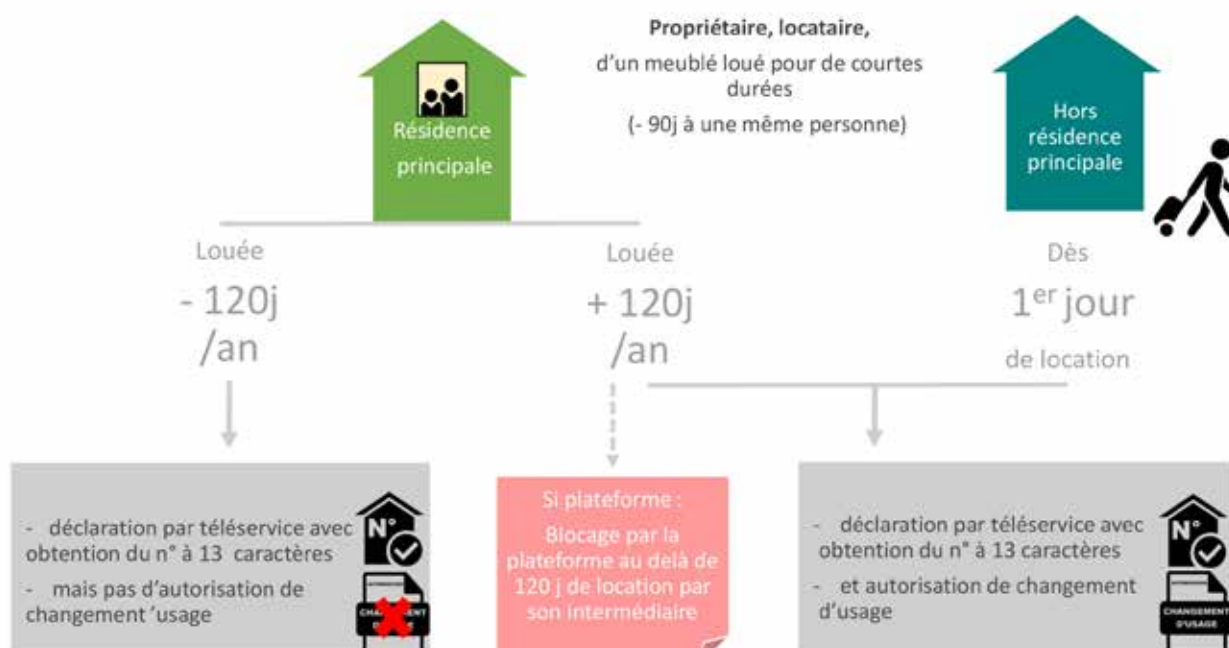 Propriétaire, locataire,
d'un meublé loué pour de courtes
durées
(- 90j à une même personne)
Résidence
principale
Hors
résidence
principale
Louée
- 120j
/an
Louée
+ 120j
/an
Dès
1er jour
de location
- déclaration par téléservice avec
obtention du n° à 13 caractères
- mais pas d'autorisation de
changement 'usage
N°
CHANGEMENT
D'USAGE
Si plateforme :
Blocage par la
plateforme au delà de
120 j de location par
son intermédiaire
- déclaration par téléservice avec
obtention du n° à 13 caractères
- et autorisation de changement
d'usage
N°
CHANGEMENT
D'USAGE